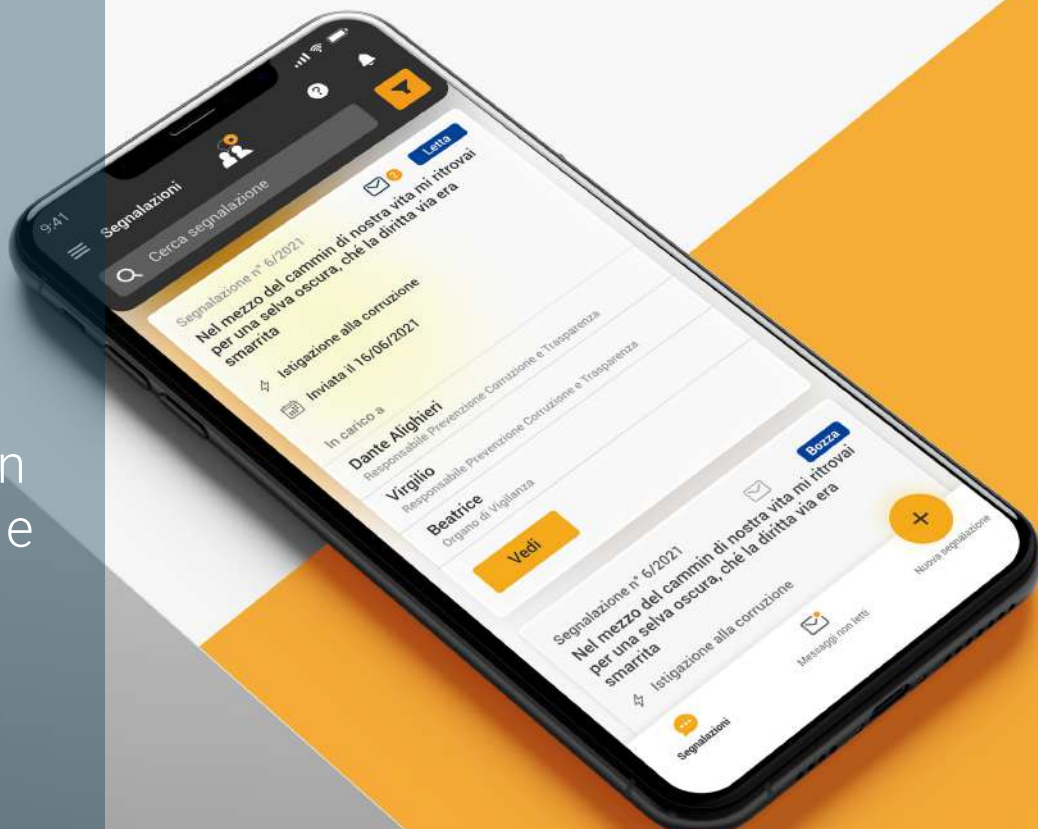 9:41
Segnalazioni
Cerca segnalazione
Letta
2
Segnalazione n° 6/2021
Nel mezzo del cammin di nostra vita mi ritrovai
per una selva oscura, ché la diritta via era
smarrita
Istigazione alla corruzione
Inviata il 16/06/2021
In carico a
Dante Alighieri
Responsabile Prevenzione Corruzione e Trasparenza
Virgilio
Responsabile Prevenzione Corruzione e Trasparenza
Beatrice
Organo di Vigilanza
Vedi
Bozza
Segnalazione n° 6/2021
Nel mezzo del cammin di nostra vita mi ritrovai
per una selva oscura, ché la diritta via era
smarrita
Istigazione alla corruzione
Segnalazioni
Messaggi non letti
Nuova segnalazione
n
e